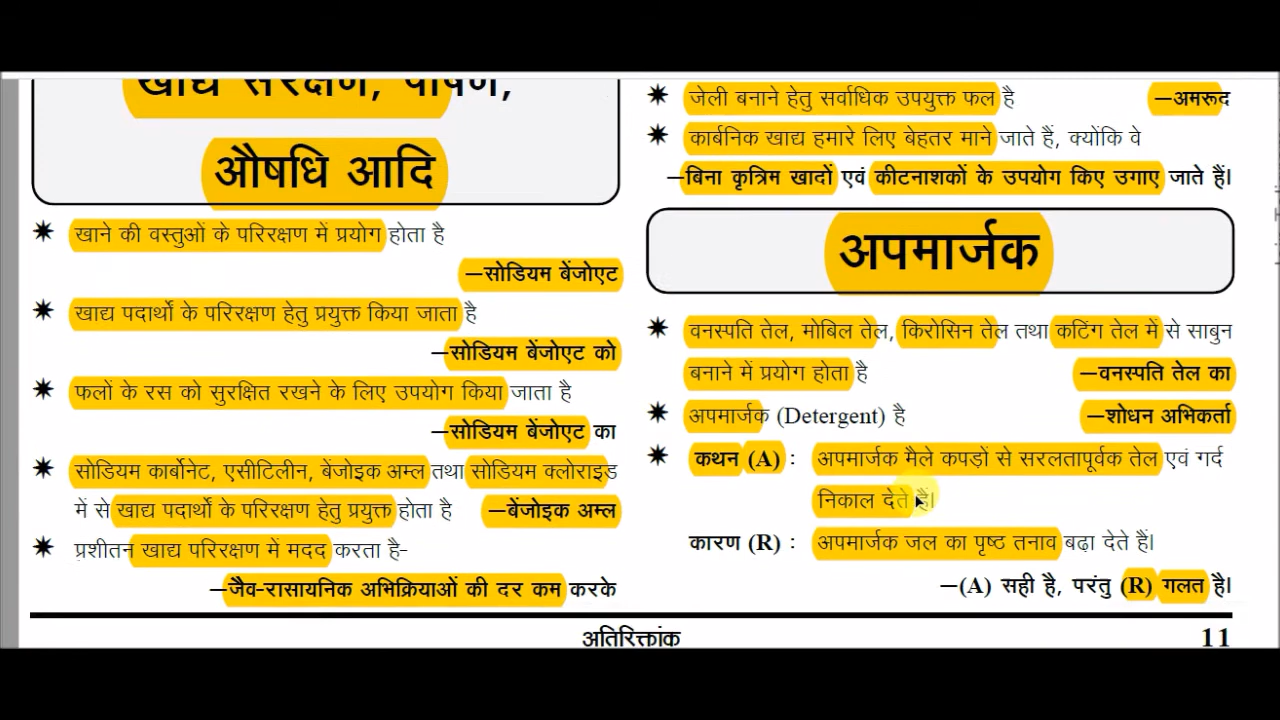 खाद्य संरक्षण, पोषण,
औषधि आदि
✷ खाने की वस्तुओं के परिरक्षण में प्रयोग होता है
–सोडियम बेंजोएट
✷ खाद्य पदार्थों के परिरक्षण हेतु प्रयुक्त किया जाता है
–सोडियम बेंजोएट को
✷ फलों के रस को सुरक्षित रखने के लिए उपयोग किया जाता है
–सोडियम बेंजोएट का
✷ सोडियम कार्बोनेट, एसीटिलीन, बेंजोइक अम्ल तथा सोडियम क्लोराइड
में से खाद्य पदार्थों के परिरक्षण हेतु प्रयुक्त होता है –बेंजोइक अम्ल
✷ प्रशीतन खाद्य परिरक्षण में मदद करता है-
–जैव-रासायनिक अभिक्रियाओं की दर कम करके
✷ जेली बनाने हेतु सर्वाधिक उपयुक्त फल है –अमरूद
✷ कार्बनिक खाद्य हमारे लिए बेहतर माने जाते हैं, क्योंकि वे
–बिना कृत्रिम खादों एवं कीटनाशकों के उपयोग किए उगाए जाते हैं।
अपमार्जक
✷ वनस्पति तेल, मोबिल तेल, किरोसिन तेल तथा कटिंग तेल में से साबुन
बनाने में प्रयोग होता है –वनस्पति तेल का
✷ अपमार्जक (Detergent) है –शोधन अभिकर्ता
✷ कथन (A) : अपमार्जक मैले कपड़ों से सरलतापूर्वक तेल एवं गर्द
निकाल देते हैं।
कारण (R) : अपमार्जक जल का पृष्ट तनाव बढ़ा देते हैं।
–(A) सही है, परंतु (R) गलत है।
अतिरिक्तांक 11